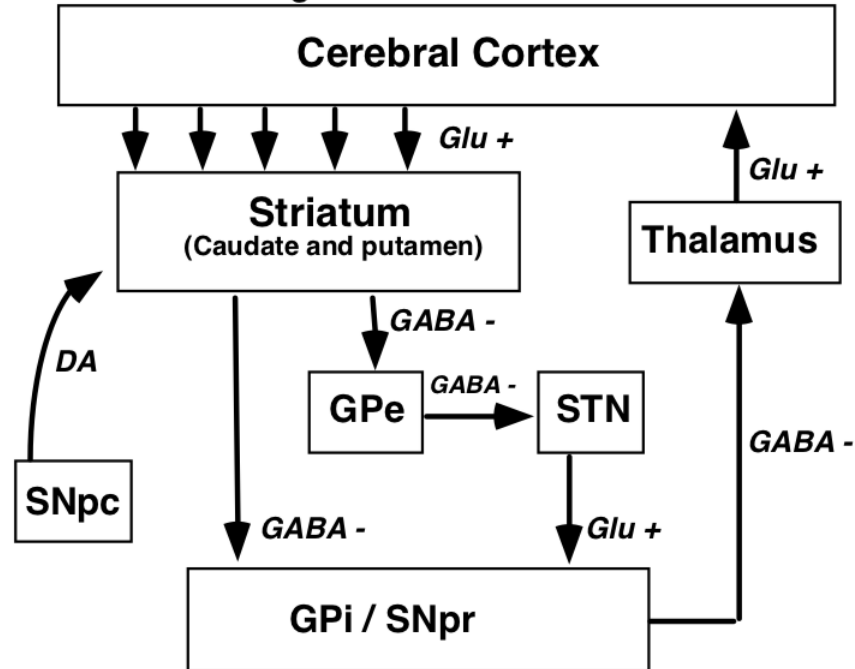 Cerebral Cortex
Glu +
Glu +
Striatum
(Caudate and putamen)
Thalamus
GABA -
DA
GABA -
GPe
STN
GABA -
SNpc
GABA -
Glu +
GPi / SNpr